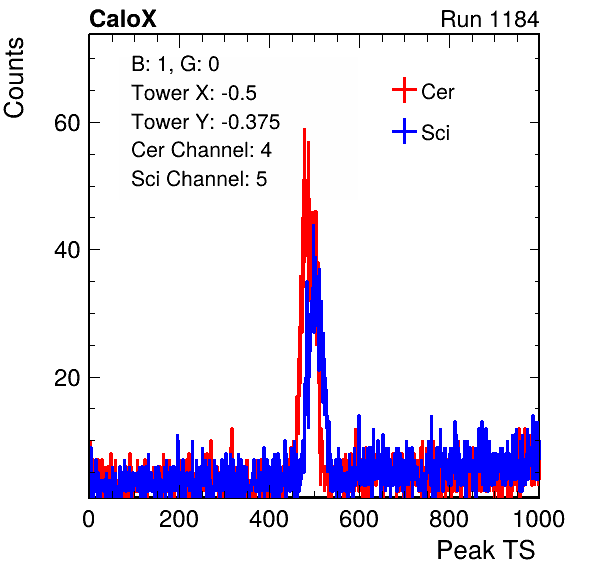 CaloX Run 1184
Counts
B: 1, G: 0
Tower X: -0.5
Tower Y: -0.375
Cer Channel: 4
Sci Channel: 5
Cer
Sci
60
40
20
0 200 400 600 800 1000
Peak TS